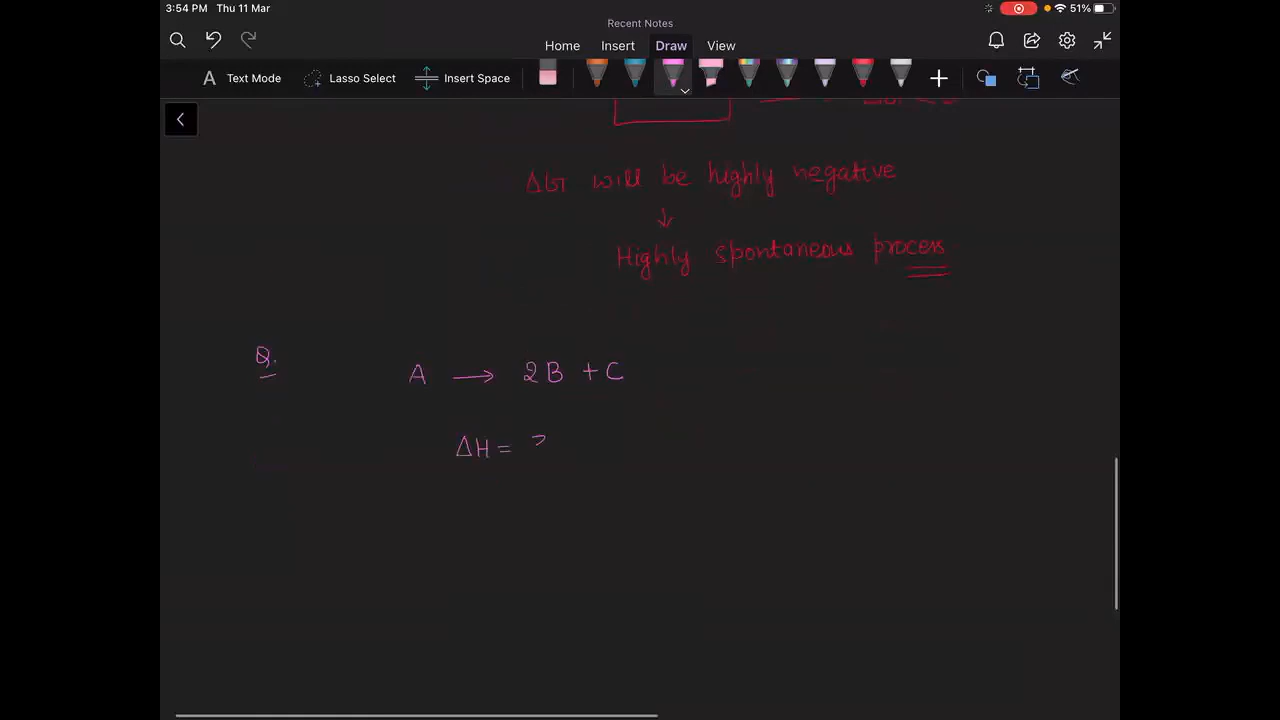 3:54 PM Thu 11 Mar
51%
Recent Notes
Home Insert Draw View
A Text Mode Lasso Select Insert Space
ΔG will be highly negative
↓
Highly spontaneous process
Q. A → 2B + C
ΔH =